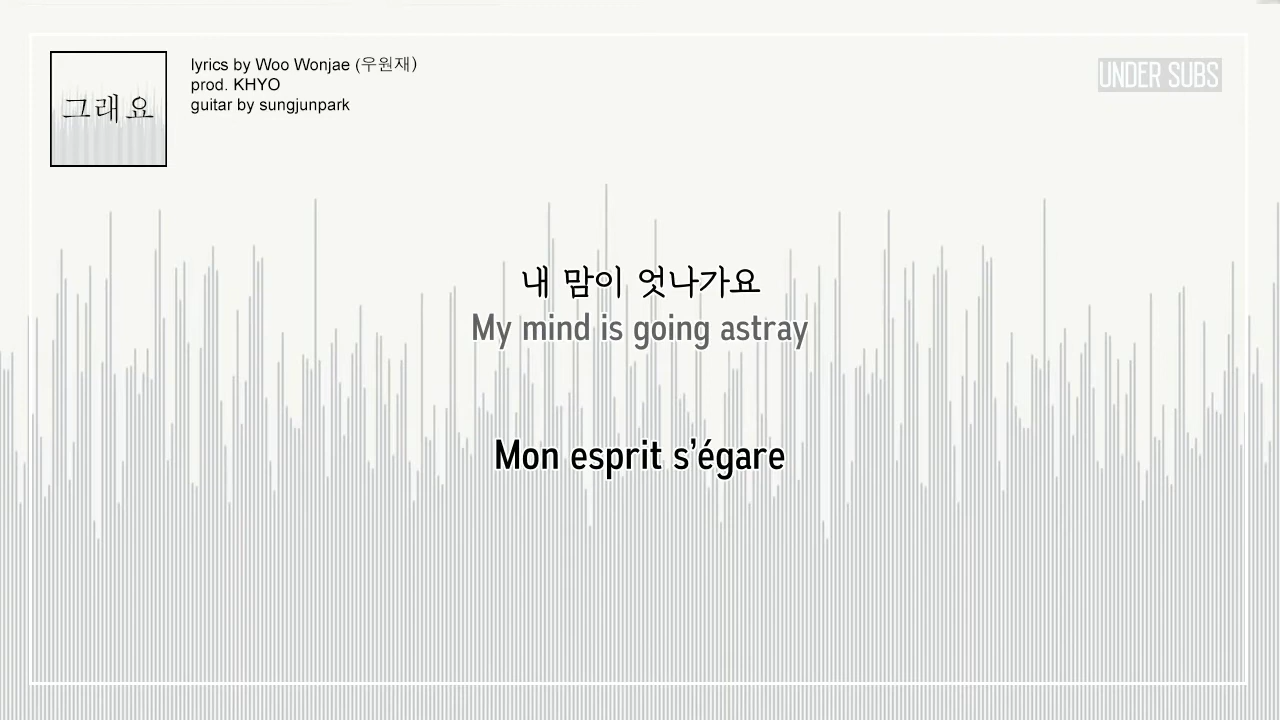 그래요
lyrics by Woo Wonjae (우원재)
prod. KHYO
guitar by sungjunpark
UNDER SUBS
내 맘이 엇나가요
My mind is going astray
Mon esprit s’égare